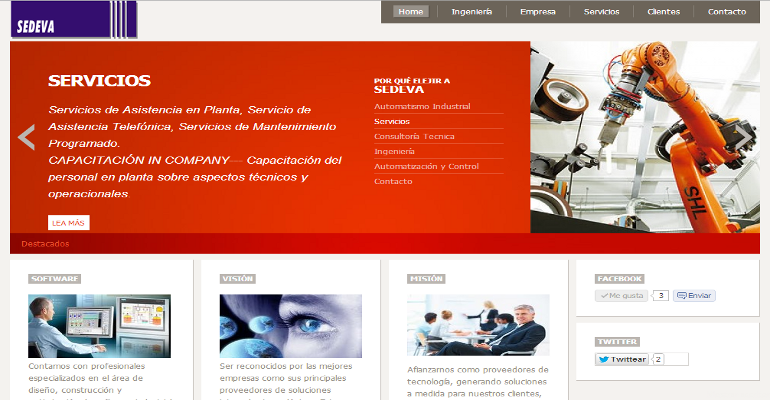 SEDEVA
Home
Ingeniería
Empresa
Servicios
Clientes
Contacto
SERVICIOS
Servicios de Asistencia en Planta, Servicio de
Asistencia Telefónica, Servicios de Mantenimiento
Programado.
CAPACITACIÓN IN COMPANY— Capacitación del
personal en planta sobre aspectos técnicos y
operacionales.
LEA MÁS
POR QUÉ ELEJIR A
SEDEVA
Automatismo Industrial
Servicios
Consultoría Tecnica
Ingeniería
Automatización y Control
Contacto
SHL
Destacados
SOFTWARE
Contamos con profesionales
especializados en el área de
diseño, construcción y
VISIÓN
Ser reconocidos por las mejores
empresas como sus principales
proveedores de soluciones
MISIÓN
Afianzarnos como proveedores de
tecnología, generando soluciones
a medida para nuestros clientes,
FACEBOOK
Me gusta
3
Enviar
TWITTER
Twittear
2